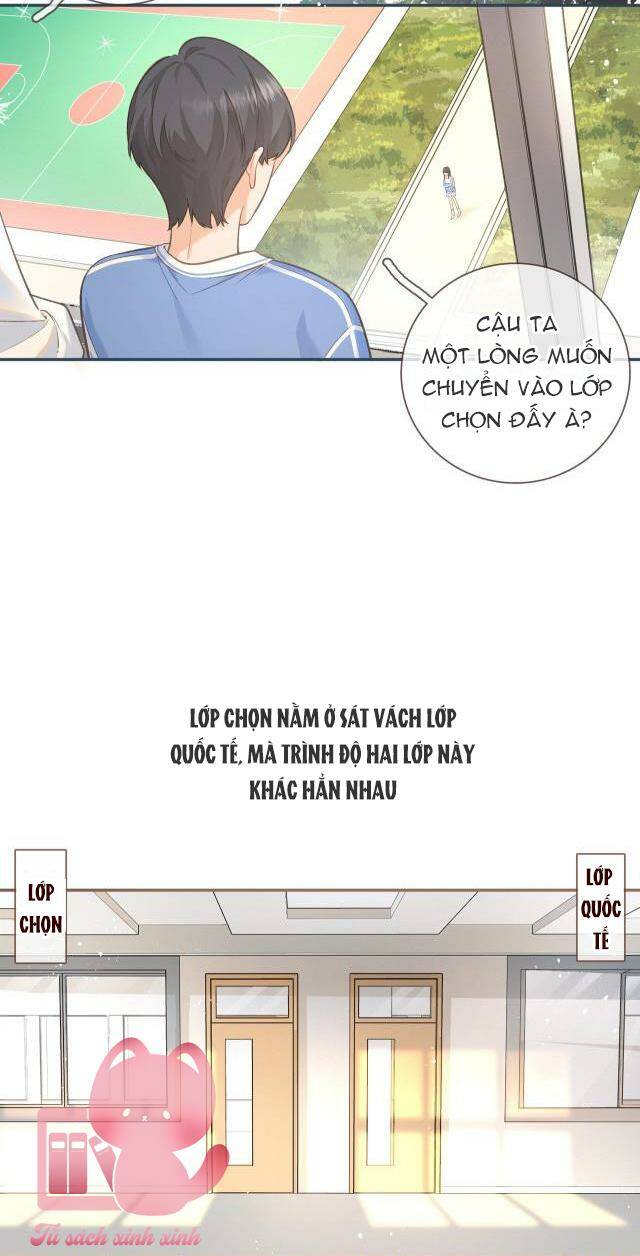 CẬU TA
MỘT LÒNG MUỐN
CHUYỂN VÀO LỚP
CHỌN ĐẤY À?
LỚP CHỌN NẰM Ở SÁT VÁCH LỚP
QUỐC TẾ, MÀ TRÌNH ĐỘ HAI LỚP NÀY
KHÁC HẲN NHAU
LỚP
CHỌN
LỚP
QUỐC
TẾ
Tủ sách xinh xinh